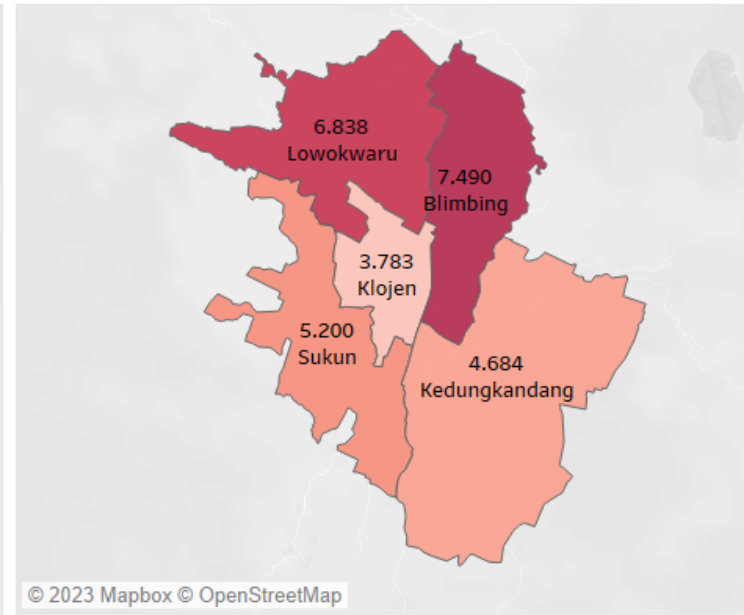 6.838
Lowokwaru
7.490
Blimbing
3.783
Klojen
5.200
Sukun
4.684
Kedungkandang
© 2023 Mapbox © OpenStreetMap